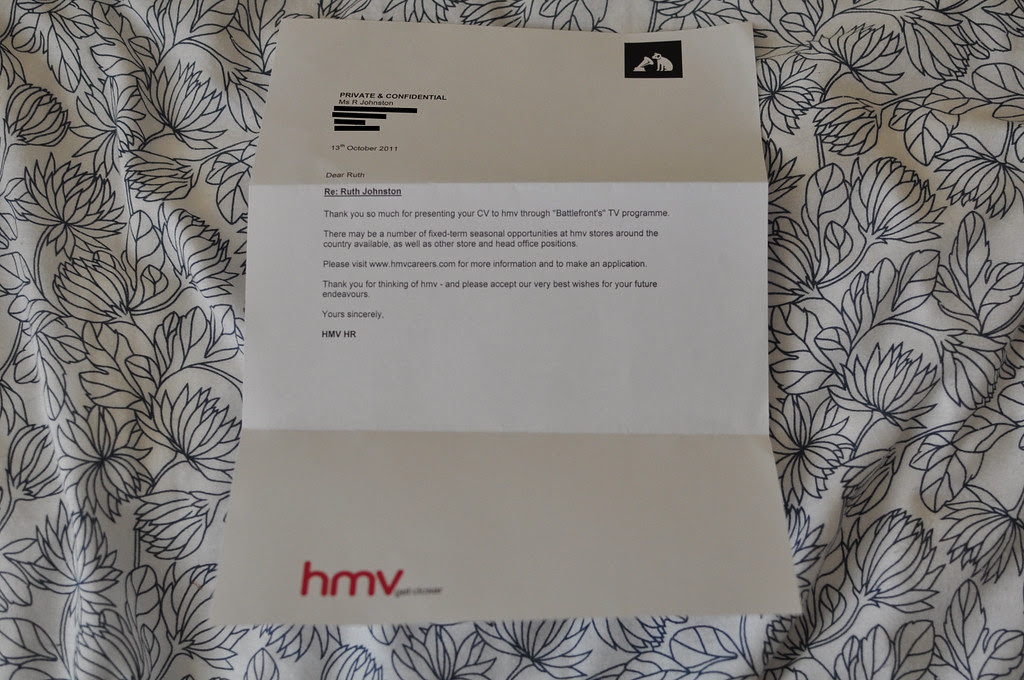 PRIVATE & CONFIDENTIAL
Ms R Johnston
13th October 2011
Dear Ruth
Re: Ruth Johnston
Thank you so much for presenting your CV to hmv through "Battlefront's" TV programme.
There may be a number of fixed-term seasonal opportunities at hmv stores around the
country available, as well as other store and head office positions.
Please visit www.hmvcareers.com for more information and to make an application.
Thank you for thinking of hmv - and please accept our very best wishes for your future
endeavours.
Yours sincerely,
HMV HR
hmv get closer